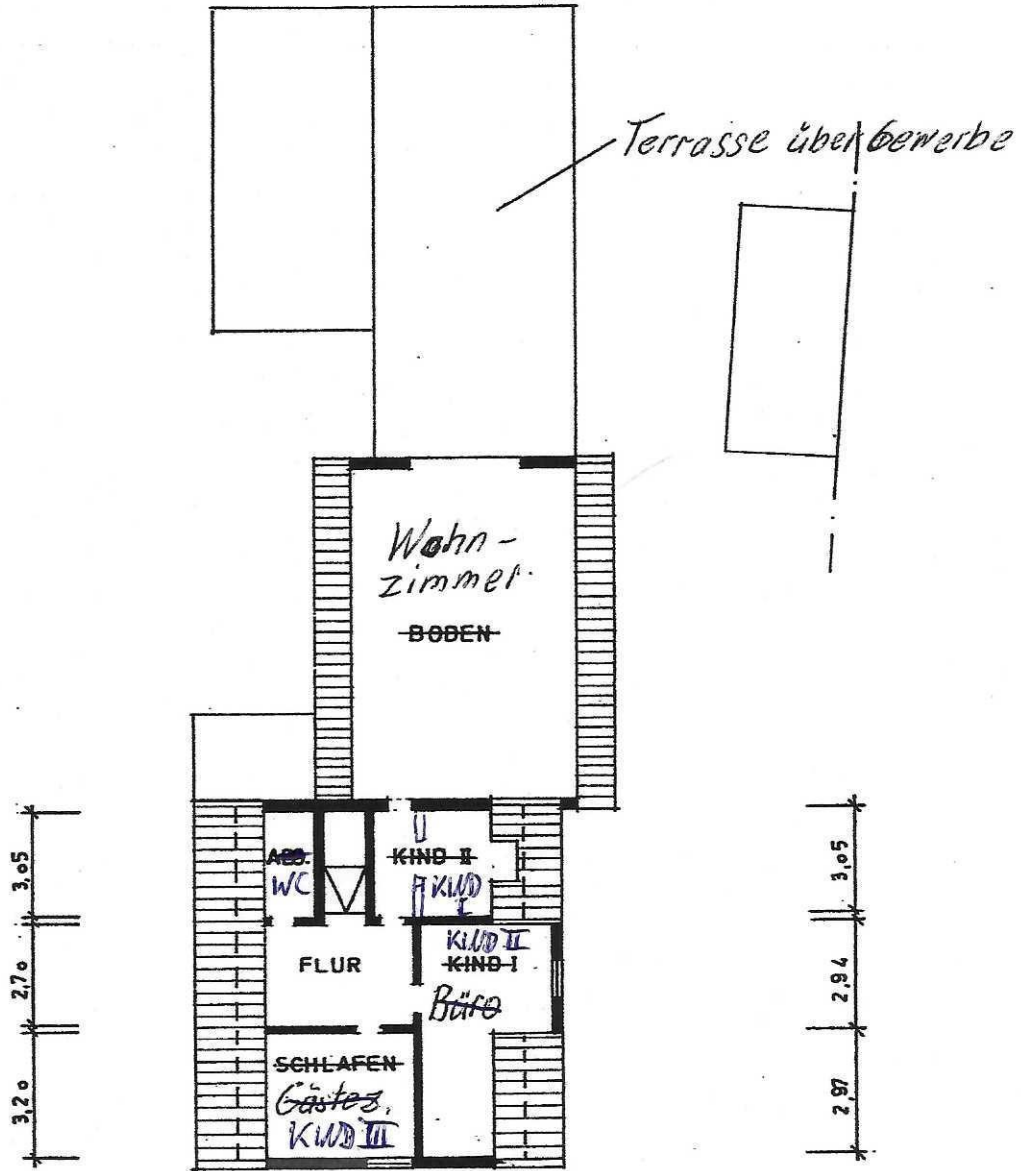 Terrasse über Gewerbe
Wohn-
zimmer.
BODEN
ABS.
WC
KIND II
KIND
I
FLUR
KIND II
KIND I
Büro
SCHLAFEN
Gästez.
KIND III
3,05
2,70
3,20
3,05
2,94
2,97